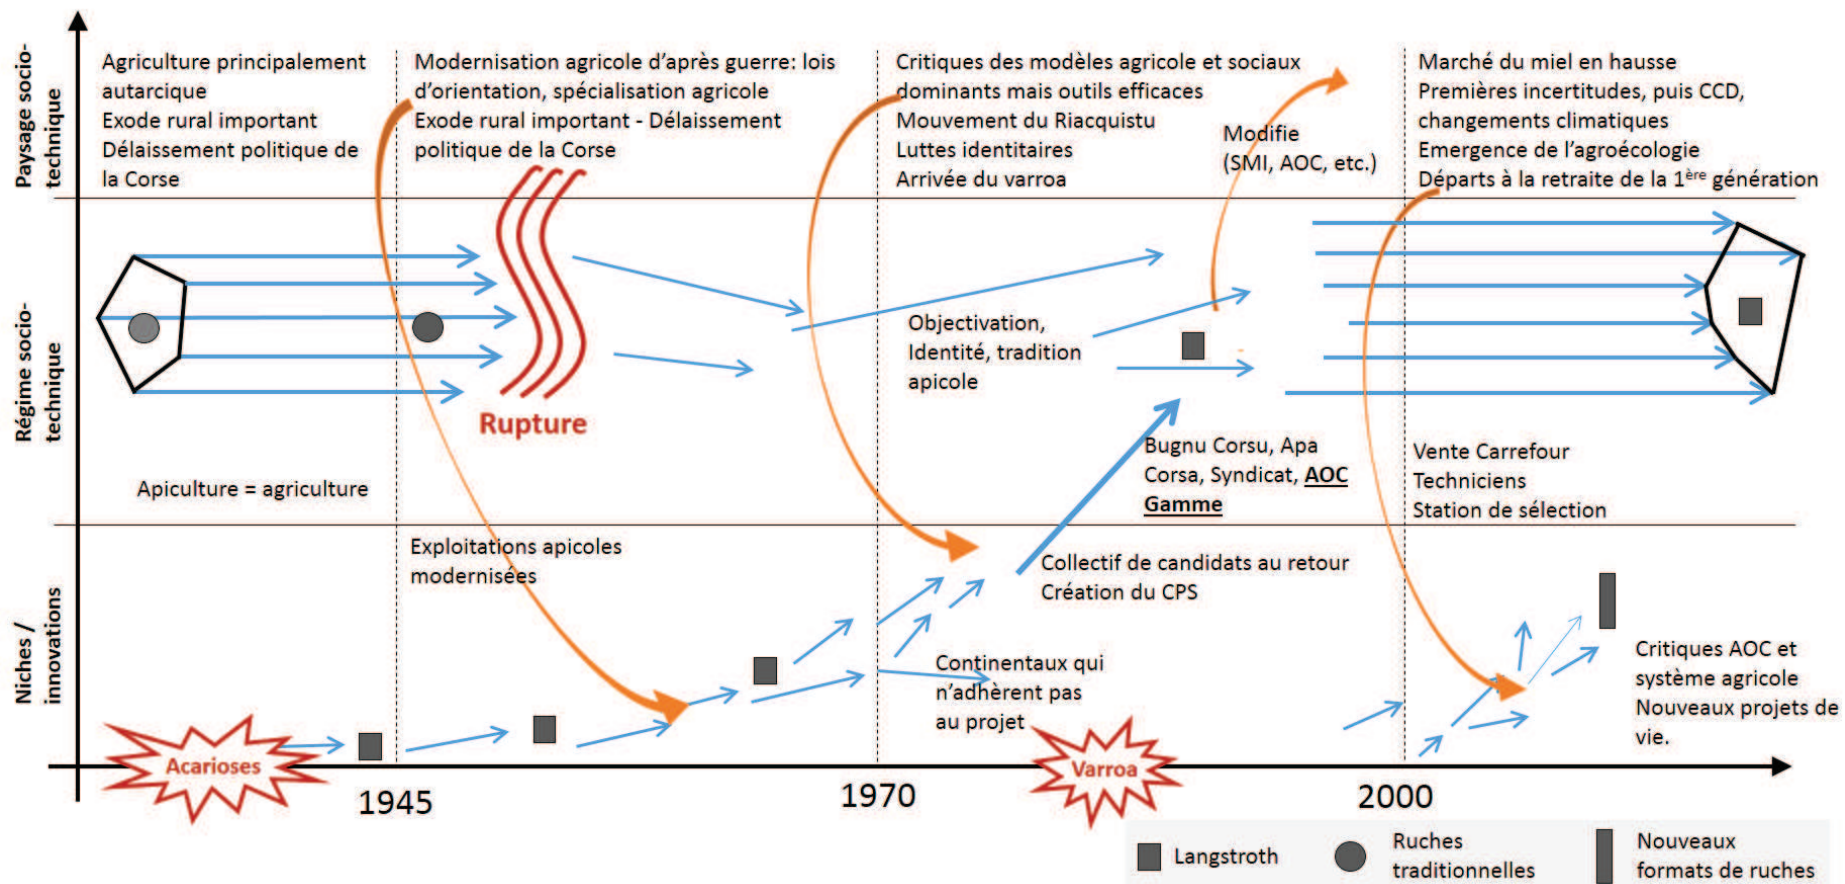 Paysage socio-
technique
Agriculture principalement
autarcique
Exode rural important
Délaissement politique de
la Corse
Modernisation agricole d'après guerre: lois
d'orientation, spécialisation agricole
Exode rural important - Délaissement
politique de la Corse
Critiques des modèles agricole et sociaux
dominants mais outils efficaces
Mouvement du Riacquistu
Luttes identitaires
Arrivée du varroa
Modifie
(SMI, AOC, etc.)
Marché du miel en hausse
Premières incertitudes, puis CCD,
changements climatiques
Emergence de l'agroécologie
Départs à la retraite de la 1ère génération
Régime socio-
technique
Rupture
Apiculture = agriculture
Objectivation,
Identité, tradition
apicole
Bugnu Corsu, Apa
Corsa, Syndicat, AOC
Gamme
Vente Carrefour
Techniciens
Station de sélection
Niches /
innovations
Exploitations apicoles
modernisées
Collectif de candidats au retour
Création du CPS
Continentaux qui
n'adhèrent pas
au projet
Critiques AOC et
système agricole
Nouveaux projets de
vie.
Acarioses
Varroa
1945
1970
2000
Langstroth
Ruches
traditionnelles
Nouveaux
formats de ruches